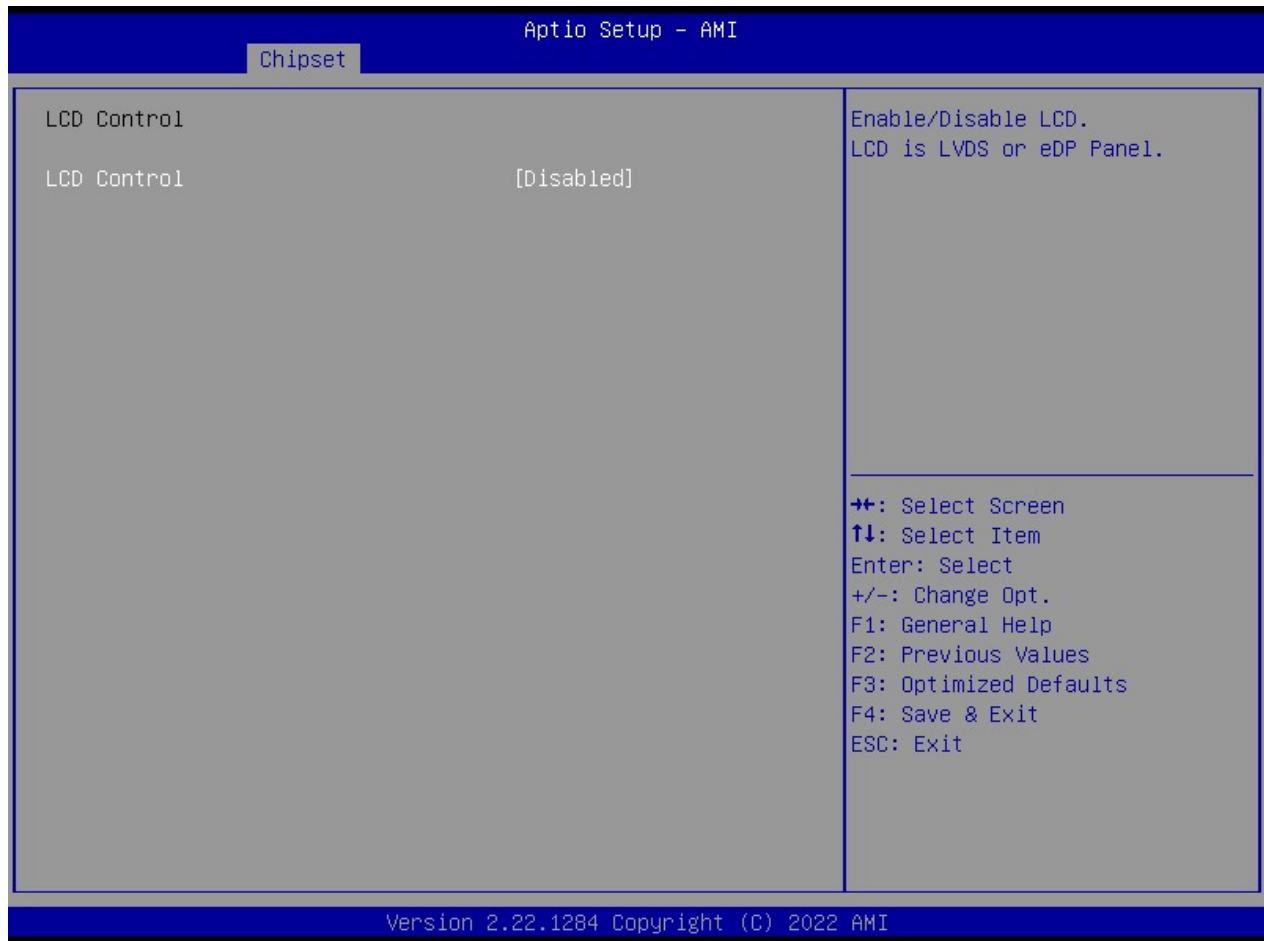 Aptio Setup – AMI
Chipset
LCD Control
LCD Control [Disabled]
Enable/Disable LCD.
LCD is LVDS or eDP Panel.
→←: Select Screen
↑↓: Select Item
Enter: Select
+/-: Change Opt.
F1: General Help
F2: Previous Values
F3: Optimized Defaults
F4: Save & Exit
ESC: Exit
Version 2.22.1284 Copyright (C) 2022 AMI